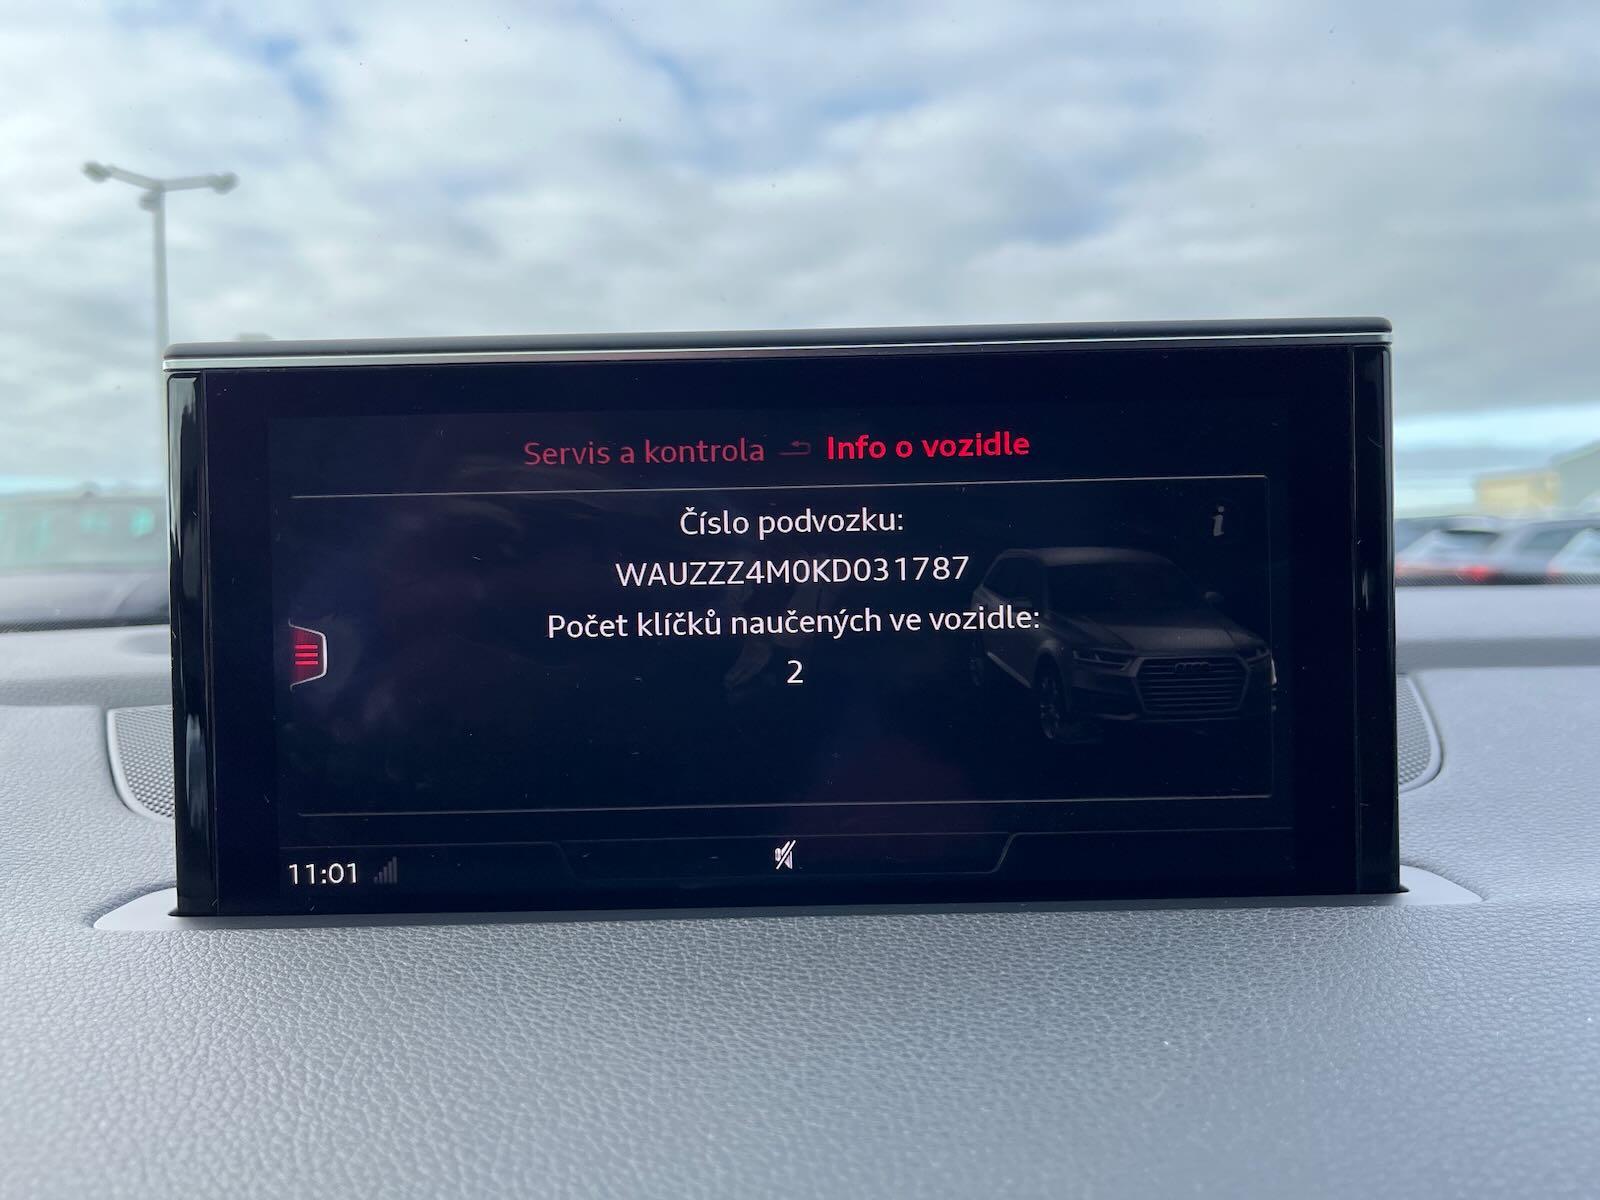 Servis a kontrola Info o vozidle
Číslo podvozku:
WAUZZZ4M0KD031787
Počet klíčků naučených ve vozidle:
2
11:01